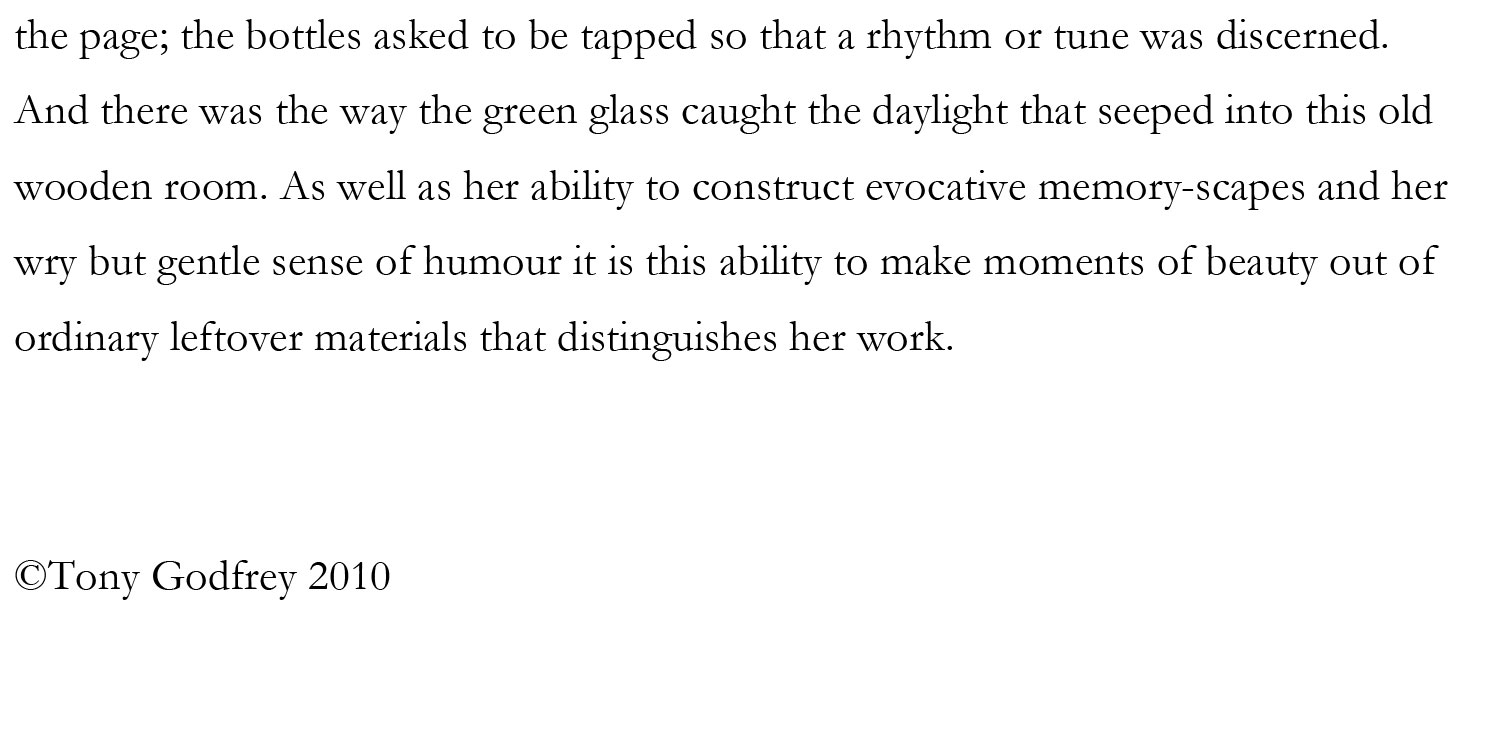 the page; the bottles asked to be tapped so that a rhythm or tune was discerned.
And there was the way the green glass caught the daylight that seeped into this old
wooden room. As well as her ability to construct evocative memory-scapes and her
wry but gentle sense of humour it is this ability to make moments of beauty out of
ordinary leftover materials that distinguishes her work.
©Tony Godfrey 2010